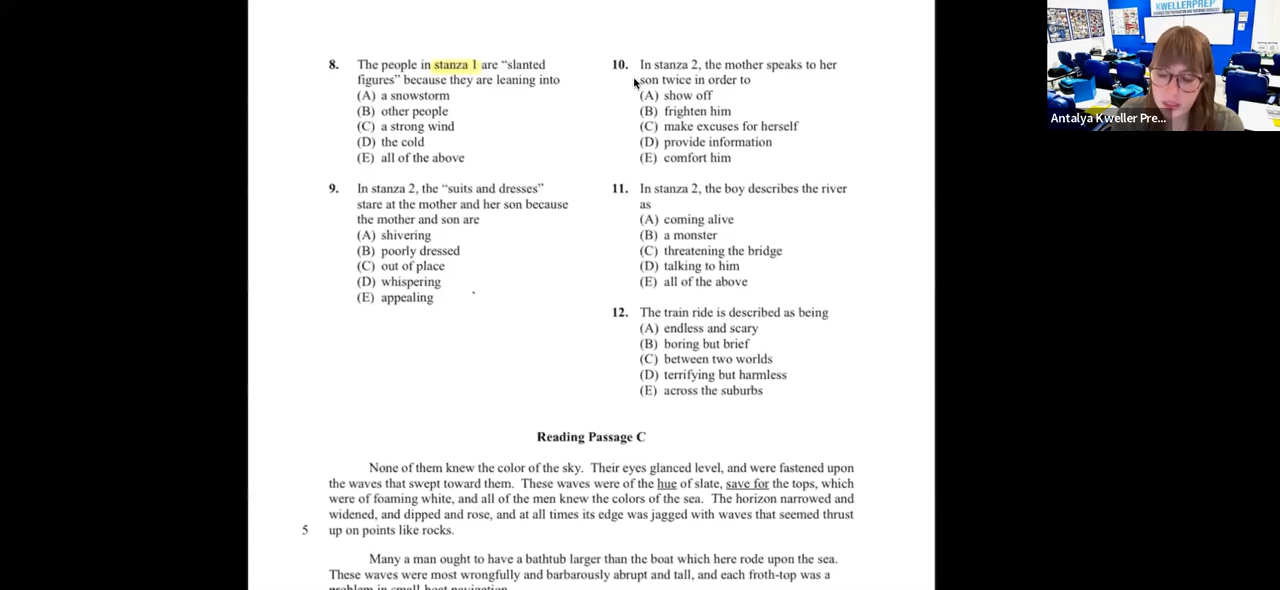 8. The people in stanza 1 are “slanted
figures” because they are leaning into
(A) a snowstorm
(B) other people
(C) a strong wind
(D) the cold
(E) all of the above
9. In stanza 2, the “suits and dresses”
stare at the mother and her son because
the mother and son are
(A) shivering
(B) poorly dressed
(C) out of place
(D) whispering
(E) appealing
10. In stanza 2, the mother speaks to her
son twice in order to
(A) show off
(B) frighten him
(C) make excuses for herself
(D) provide information
(E) comfort him
11. In stanza 2, the boy describes the river
as
(A) coming alive
(B) a monster
(C) threatening the bridge
(D) talking to him
(E) all of the above
12. The train ride is described as being
(A) endless and scary
(B) boring but brief
(C) between two worlds
(D) terrifying but harmless
(E) across the suburbs
Reading Passage C
None of them knew the color of the sky. Their eyes glanced level, and were fastened upon
the waves that swept toward them. These waves were of the hue of slate, save for the tops, which
were of foaming white, and all of the men knew the colors of the sea. The horizon narrowed and
widened, and dipped and rose, and at all times its edge was jagged with waves that seemed thrust
5 up on points like rocks.
Many a man ought to have a bathtub larger than the boat which here rode upon the sea.
These waves were most wrongfully and barbarously abrupt and tall, and each froth-top was a
problem in small boat navigation.
KWELLERPREP
Antalya Kweller Pre...